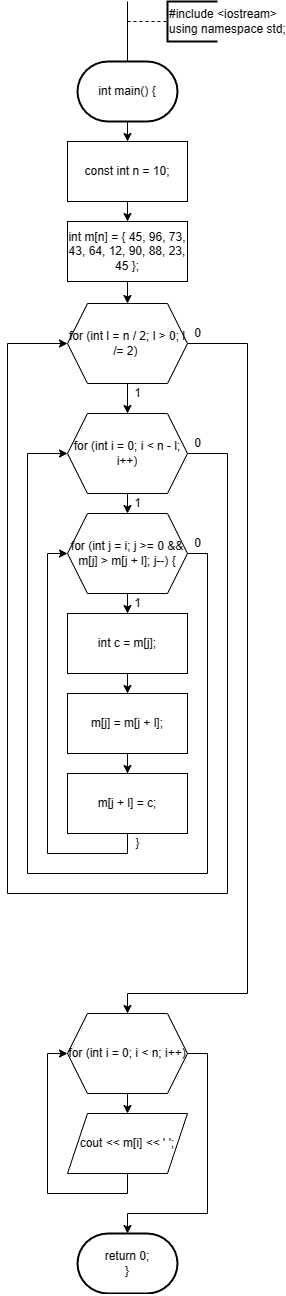 #include <iostream>
using namespace std;
int main() {
const int n = 10;
int m[n] = { 45, 96, 73,
43, 64, 12, 90, 88, 23,
45 };
for (int l = n / 2; l > 0; l
/= 2)
0
1
for (int i = 0; i < n - l;
i++)
0
1
for (int j = i; j >= 0 &&
m[j] > m[j + l]; j--) {
0
1
int c = m[j];
m[j] = m[j + l];
m[j + l] = c;
}
for (int i = 0; i < n; i++)
cout << m[i] << ' ';
return 0;
}